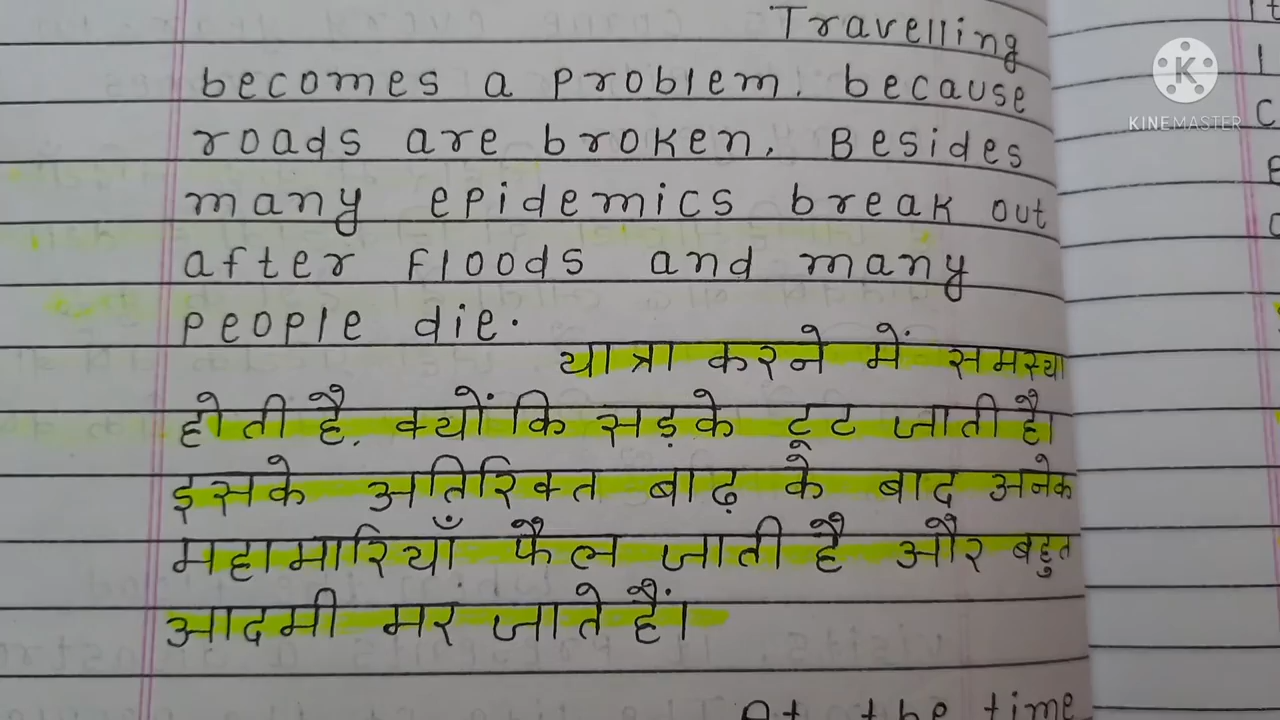 Travelling
becomes a problem, because
roads are broken. Besides
many epidemics break out
after floods and many
people die.
यात्रा करने में समस्या
होती है, क्योंकि सड़के टूट जाती है।
इसके अतिरिक्त बाढ़ के बाद अनेक
महामारियाँ फैल जाती है और बहुत
आदमी मर जाते हैं।
At the time
KINEMASTER